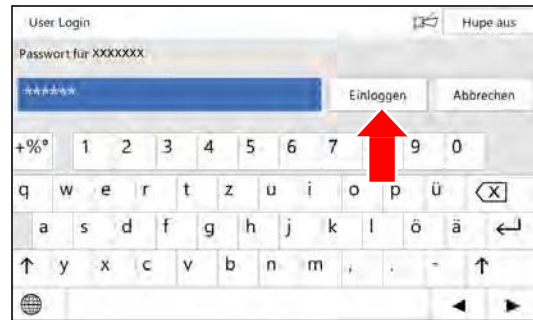 User Login Hupe aus
Passwort für XXXXXXX
****** Einloggen Abbrechen
+%° 1 2 3 4 5 6 7 9 0
q w e r t z u i o p ü
a s d f g h j k l ö ä
y x c v b n m , . -